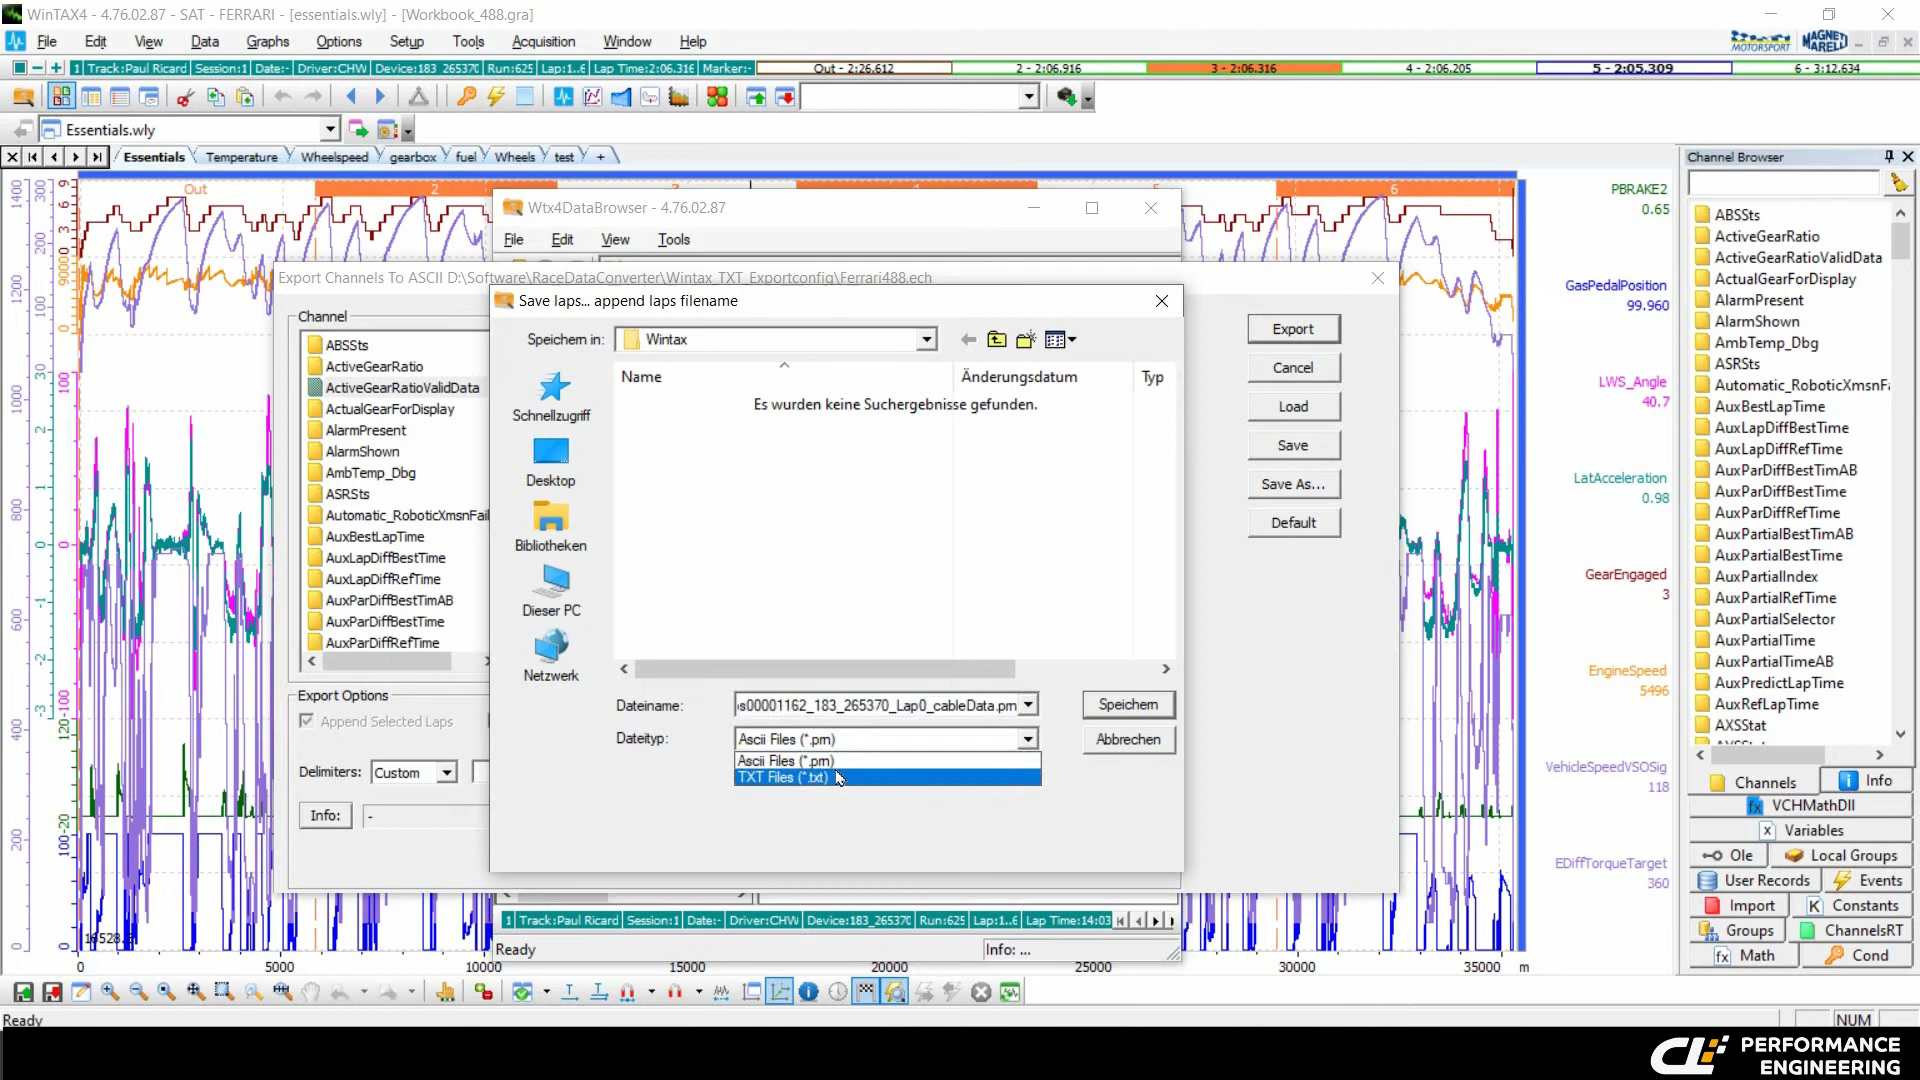 WinTAX4 - 4.76.02.87 - SAT - FERRARI - [essentials.wly] - [Workbook_488.gra]
File Edit View Data Graphs Options Setup Tools Acquisition Window Help
MOTORSPORT MAGNETI MARELLI
1 Track:Paul Ricard Session:1 Date:- Driver:CHW Device:183_265370 Run:625 Lap:1..6 Lap Time:2:06.316 Marker:- Out - 2:26.612 2 - 2:06.916 3 - 2:06.316 4 - 2:06.205 5 - 2:05.309 6 - 3:12.634
Essentials.wly
Essentials Temperature Wheelspeed gearbox fuel Wheels test +
Out 2 3 4 5 6
Wtx4DataBrowser - 4.76.02.87
File Edit View Tools
Export Channels To ASCII D:\Software\RaceDataConverter\Wintax_TXT_Exportconfig\Ferrari488.ech
Channel
ABSSts
ActiveGearRatio
ActiveGearRatioValidData
ActualGearForDisplay
AlarmPresent
AlarmShown
AmbTemp_Dbg
ASRSts
Automatic_RoboticXmsnFail
AuxBestLapTime
AuxLapDiffBestTime
AuxLapDiffRefTime
AuxParDiffBestTimAB
AuxParDiffBestTime
AuxParDiffRefTime
Export Options
Append Selected Laps
Delimiters: Custom
Info: -
Save laps... append laps filename
Speichern in: Wintax
Name Änderungsdatum Typ
Es wurden keine Suchergebnisse gefunden.
Schnellzugriff
Desktop
Bibliotheken
Dieser PC
Netzwerk
Dateiname: s00001162_183_265370_Lap0_cableData.prn Speichern
Dateityp: Ascii Files (*.prn) Abbrechen
Ascii Files (*.prn)
TXT Files (*.txt)
Export
Cancel
Load
Save
Save As...
Default
1 Track:Paul Ricard Session:1 Date:- Driver:CHW Device:183_265370 Run:625 Lap:1..6 Lap Time:14:03
Ready Info: ...
PBRAKE2
0.65
GasPedalPosition
99.960
LWS_Angle
40.7
LatAcceleration
0.98
GearEngaged
3
EngineSpeed
5496
VehicleSpeedVSOSig
118
EDiffTorqueTarget
360
0 5000 10000 15000 20000 25000 30000 35000 m
Channel Browser
ABSSts
ActiveGearRatio
ActiveGearRatioValidData
ActualGearForDisplay
AlarmPresent
AlarmShown
AmbTemp_Dbg
ASRSts
Automatic_RoboticXmsnFa
AuxBestLapTime
AuxLapDiffBestTime
AuxLapDiffRefTime
AuxParDiffBestTimAB
AuxParDiffBestTime
AuxParDiffRefTime
AuxPartialBestTimAB
AuxPartialBestTime
AuxPartialIndex
AuxPartialRefTime
AuxPartialSelector
AuxPartialTime
AuxPartialTimeAB
AuxPredictLapTime
AuxRefLapTime
AXSStat
Channels Info
VCHMathDll
Variables
Ole Local Groups
User Records Events
Import Constants
Groups ChannelsRT
Math Cond
Ready NUM
PERFORMANCE
ENGINEERING